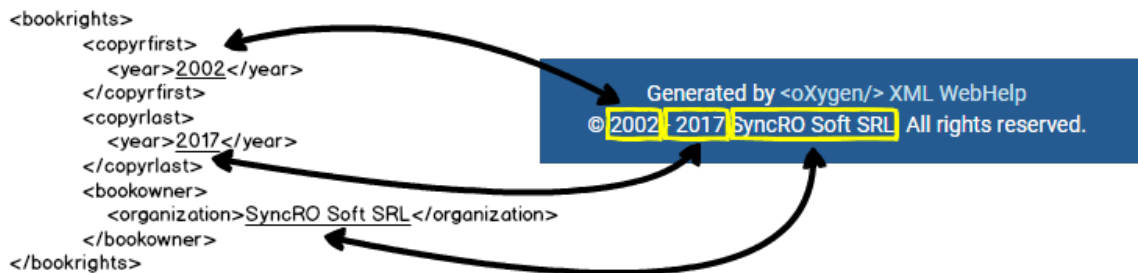 <bookrights>
<copyrfirst>
<year>2002</year>
</copyrfirst>
<copyrlast>
<year>2017</year>
</copyrlast>
<bookowner>
<organization>SyncRO Soft SRL</organization>
</bookowner>
</bookrights>
Generated by <oXygen/> XML WebHelp
© 2002 - 2017 SyncRO Soft SRL. All rights reserved.